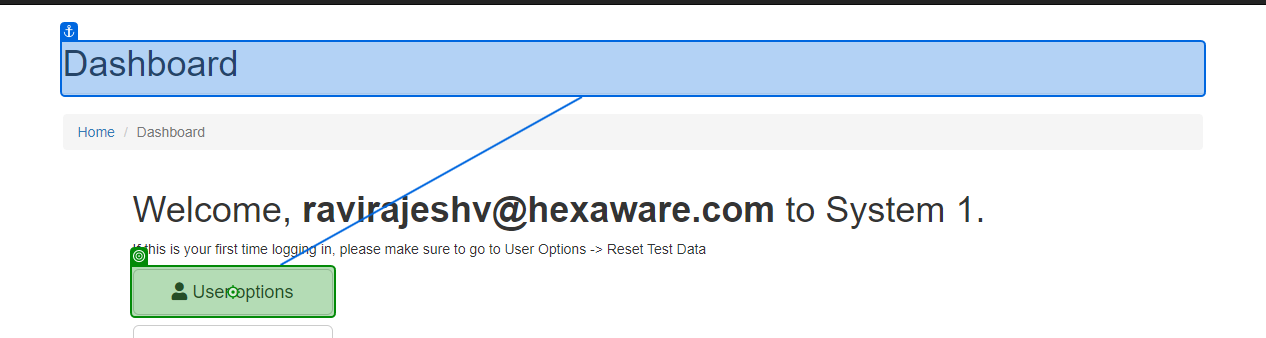 Dashboard
Home / Dashboard
Welcome, ravirajeshv@hexaware.com to System 1.
If this is your first time logging in, please make sure to go to User Options -> Reset Test Data
User options